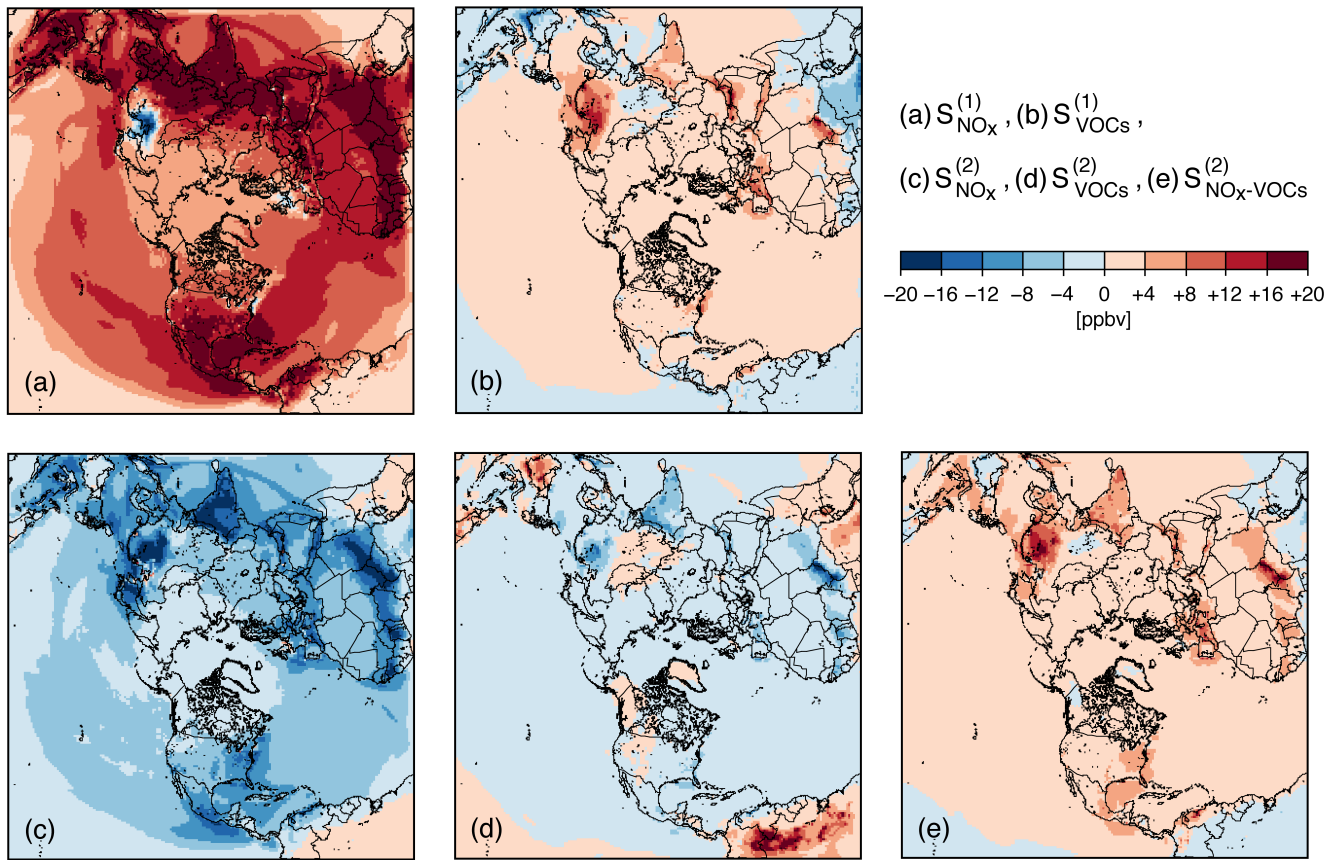 (a) S(1)NOx , (b) S(1)VOCs ,
(c) S(2)NOx , (d) S(2)VOCs , (e) S(2)NOx-VOCs
−20 −16 −12 −8 −4 0 +4 +8 +12 +16 +20
[ppbv]
(a)
(b)
(c)
(d)
(e)